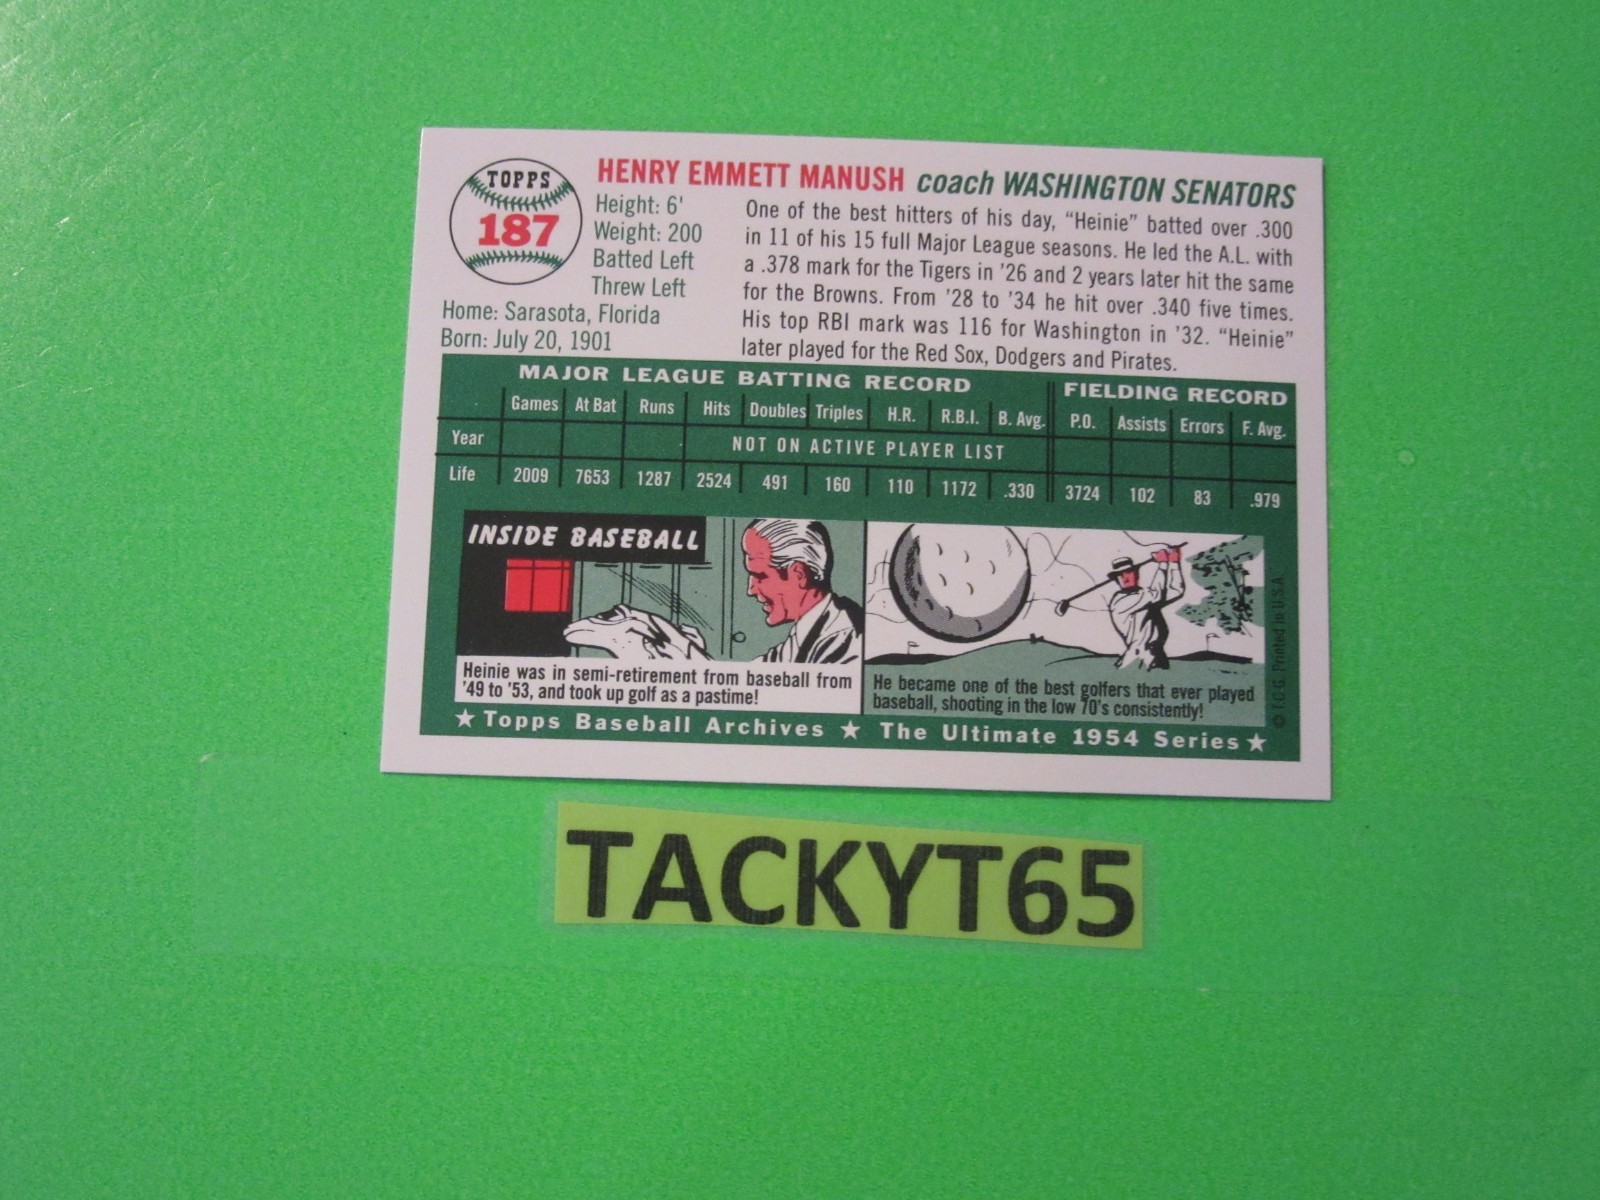 TOPPS
187
HENRY EMMETT MANUSH coach WASHINGTON SENATORS
Height: 6'
Weight: 200
Batted Left
Threw Left
Home: Sarasota, Florida
Born: July 20, 1901
One of the best hitters of his day, “Heinie” batted over .300
in 11 of his 15 full Major League seasons. He led the A.L. with
a .378 mark for the Tigers in '26 and 2 years later hit the same
for the Browns. From '28 to '34 he hit over .340 five times.
His top RBI mark was 116 for Washington in '32. “Heinie”
later played for the Red Sox, Dodgers and Pirates.
MAJOR LEAGUE BATTING RECORD FIELDING RECORD
Games At Bat Runs Hits Doubles Triples H.R. R.B.I. B. Avg. P.O. Assists Errors F. Avg.
Year NOT ON ACTIVE PLAYER LIST
Life 2009 7653 1287 2524 491 160 110 1172 .330 3724 102 83 .979
INSIDE BASEBALL
Heinie was in semi-retirement from baseball from
'49 to '53, and took up golf as a pastime!
He became one of the best golfers that ever played
baseball, shooting in the low 70's consistently!
© T.C.G. Printed in U.S.A.
★ Topps Baseball Archives ★ The Ultimate 1954 Series ★
TACKYT65